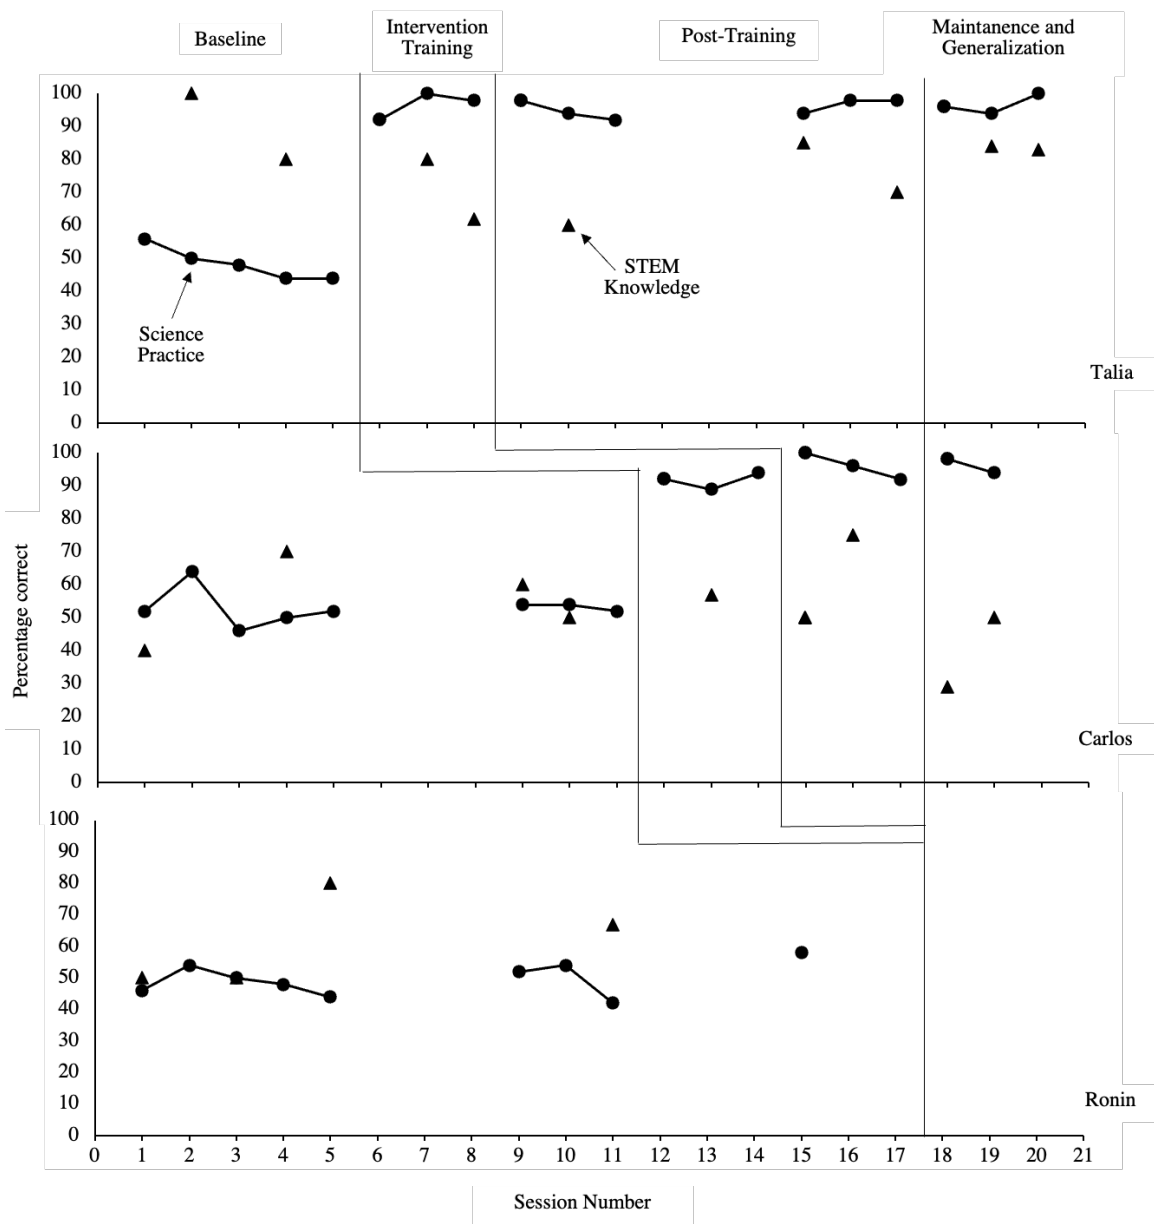 Baseline
Intervention
Training
Post-Training
Maintanence and
Generalization
100
90
80
70
60
50
40
30
20
10
0
Science
Practice
STEM
Knowledge
Talia
100
90
80
70
60
50
40
30
20
10
0
Carlos
Percentage correct
100
90
80
70
60
50
40
30
20
10
0
Ronin
0 1 2 3 4 5 6 7 8 9 10 11 12 13 14 15 16 17 18 19 20 21
Session Number